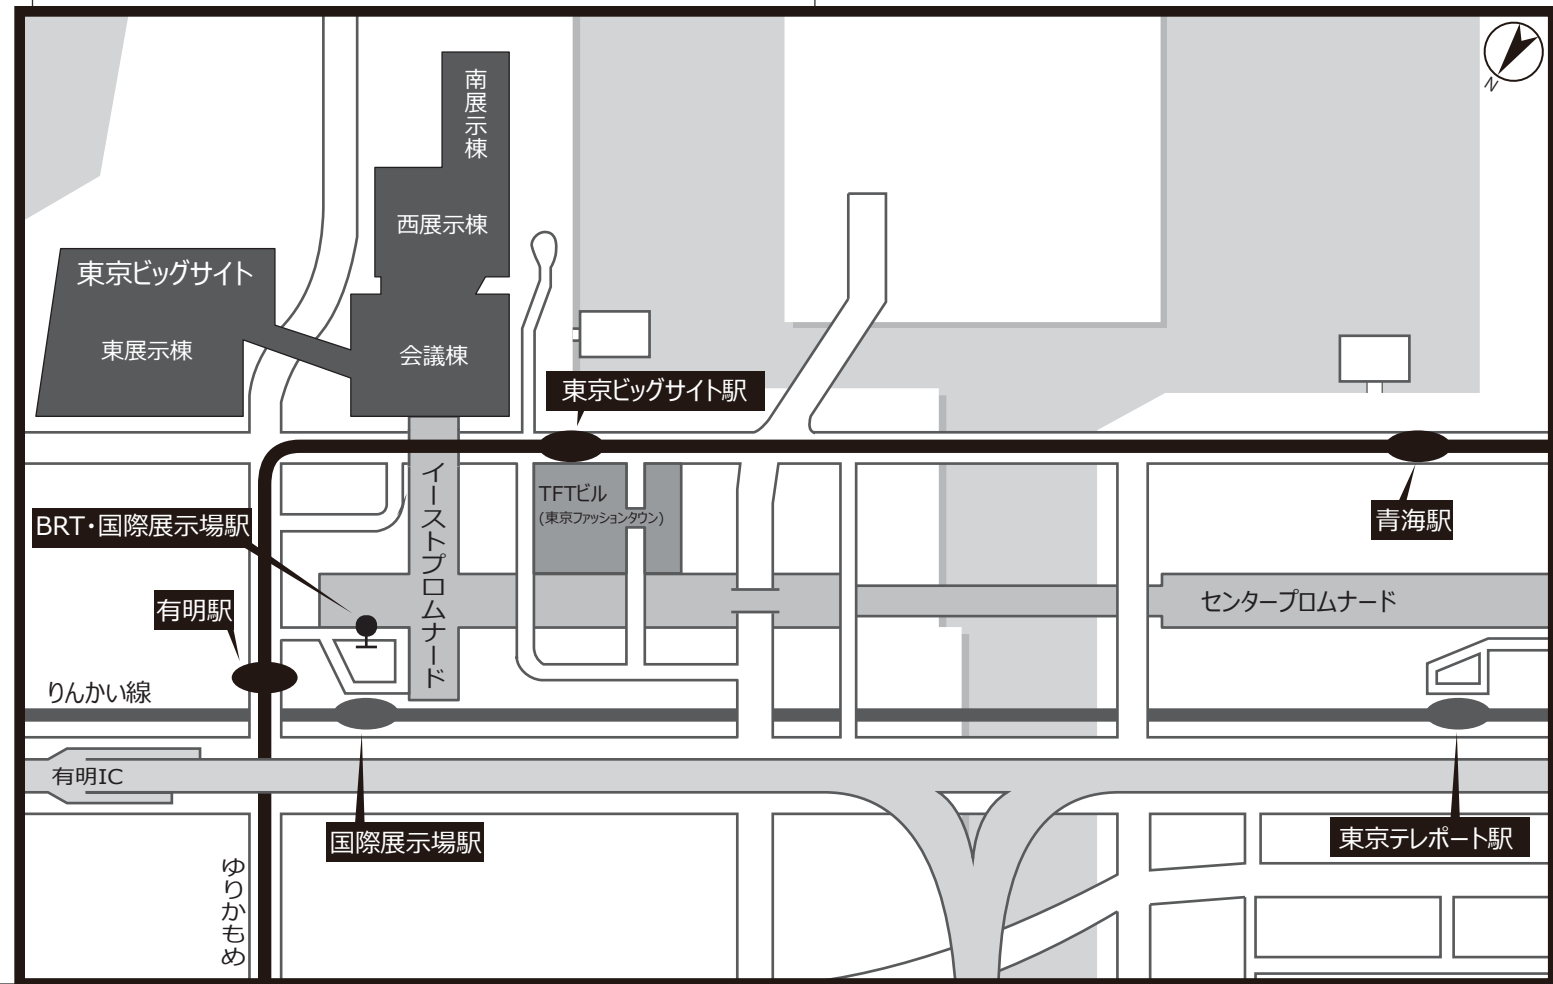 南展示棟
N
西展示棟
東京ビッグサイト
東展示棟
会議棟
東京ビッグサイト駅
イーストプロムナード
TFTビル
(東京ファッションタウン)
BRT・国際展示場駅
青海駅
有明駅
センタープロムナード
りんかい線
有明IC
国際展示場駅
東京テレポート駅
ゆりかもめ